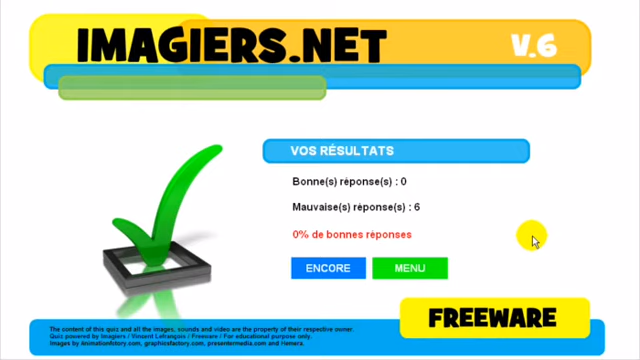 IMAGIERS.NET
V.6
VOS RÉSULTATS
Bonne(s) réponse(s) : 0
Mauvaise(s) réponse(s) : 6
0% de bonnes réponses
ENCORE
MENU
FREEWARE
The content of this quiz and all the images, sounds and video are the property of their respective owner.
Quiz powered by Imagiers / Vincent Lefrançois / Freeware / For educational purpose only.
Images by Animationfatory.com, graphicsfactory.com, presentermedia.com and Hemera.